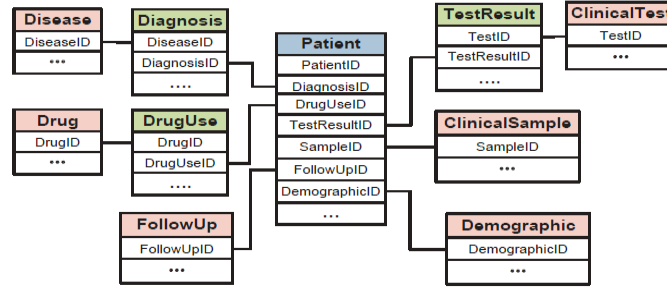 Disease
DiseaseID
...
Diagnosis
DiseaseID
DiagnosisID
....
Patient
PatientID
DiagnosisID
DrugUseID
TestResultID
SampleID
FollowUpID
DemographicID
...
TestResult
TestID
TestResultID
....
ClinicalTest
TestID
...
Drug
DrugID
...
DrugUse
DrugID
DrugUseID
....
ClinicalSample
SampleID
...
FollowUp
FollowUpID
...
Demographic
DemographicID
...